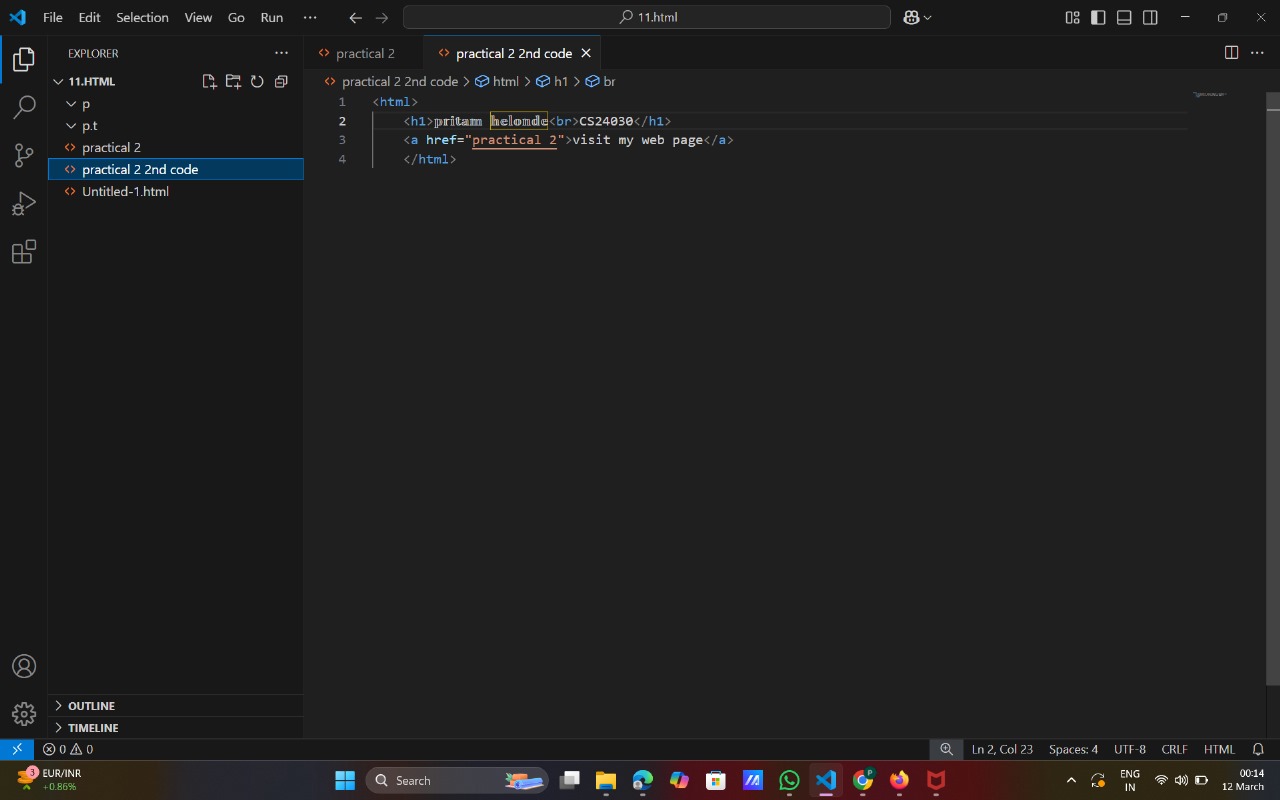 File Edit Selection View Go Run ··· 11.html
EXPLORER ···
11.HTML
p
p.t
practical 2
practical 2 2nd code
Untitled-1.html
OUTLINE
TIMELINE
practical 2 practical 2 2nd code ···
practical 2 2nd code > html > h1 > br
1 <html>
2 <h1>𝕡𝕣𝕚𝕥𝕒𝕞 𝕙𝕖𝕝𝕠𝕟𝕕𝕖<br>CS24030</h1>
3 <a href="practical 2">visit my web page</a>
4 </html>
0 0 Ln 2, Col 23 Spaces: 4 UTF-8 CRLF HTML
3 EUR/INR
+0.86%
Search
P
ENG
IN
00:14
12 March